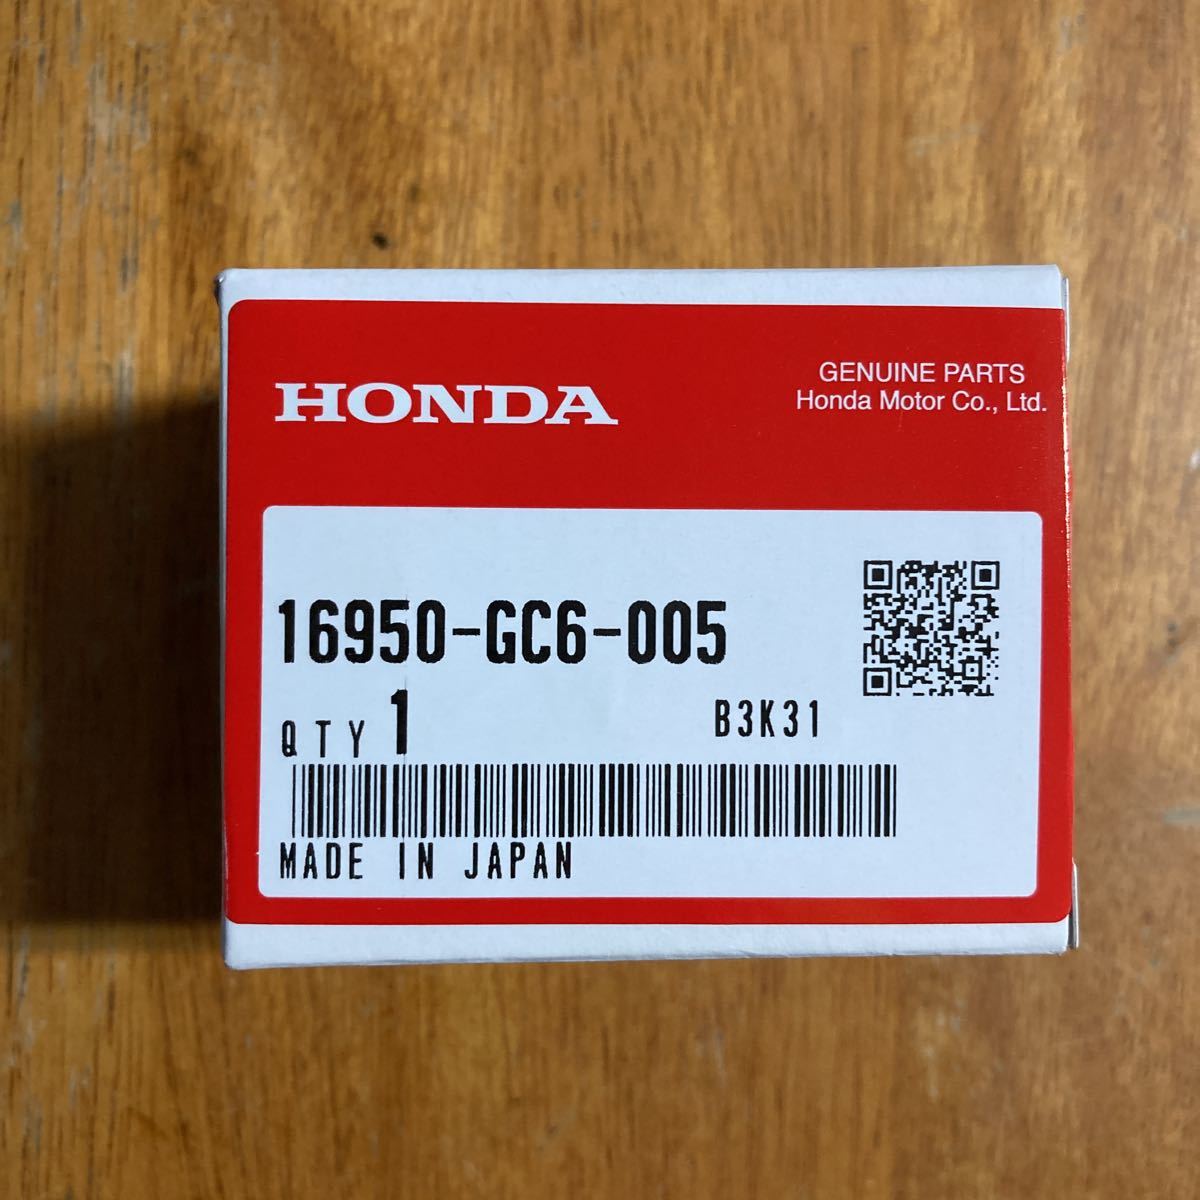 HONDA
GENUINE PARTS
Honda Motor Co., Ltd.
16950-GC6-005
QTY 1 B3K31
MADE IN JAPAN